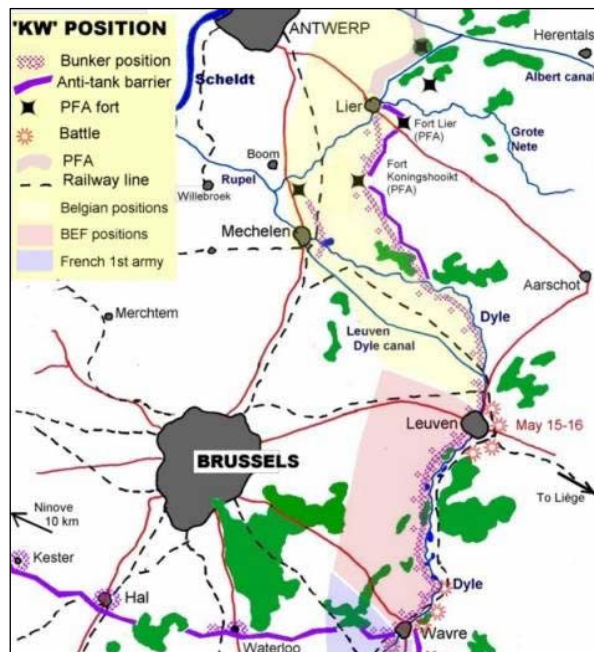 'KW' POSITION
Bunker position
Anti-tank barrier
PFA fort
Battle
PFA
Railway line
Belgian positions
BEF positions
French 1st army
ANTWERP
Herentals
Scheldt
Albert canal
Lier
Fort Lier
(PFA)
Grote
Nete
Boom
Rupel
Willebroek
Fort
Koningshooikt
(PFA)
Mechelen
Aarschot
Merchtem
Leuven
Dyle canal
Dyle
Leuven
May 15-16
BRUSSELS
To Liége
Ninove
10 km
Kester
Hal
Dyle
Wavre
Waterloo